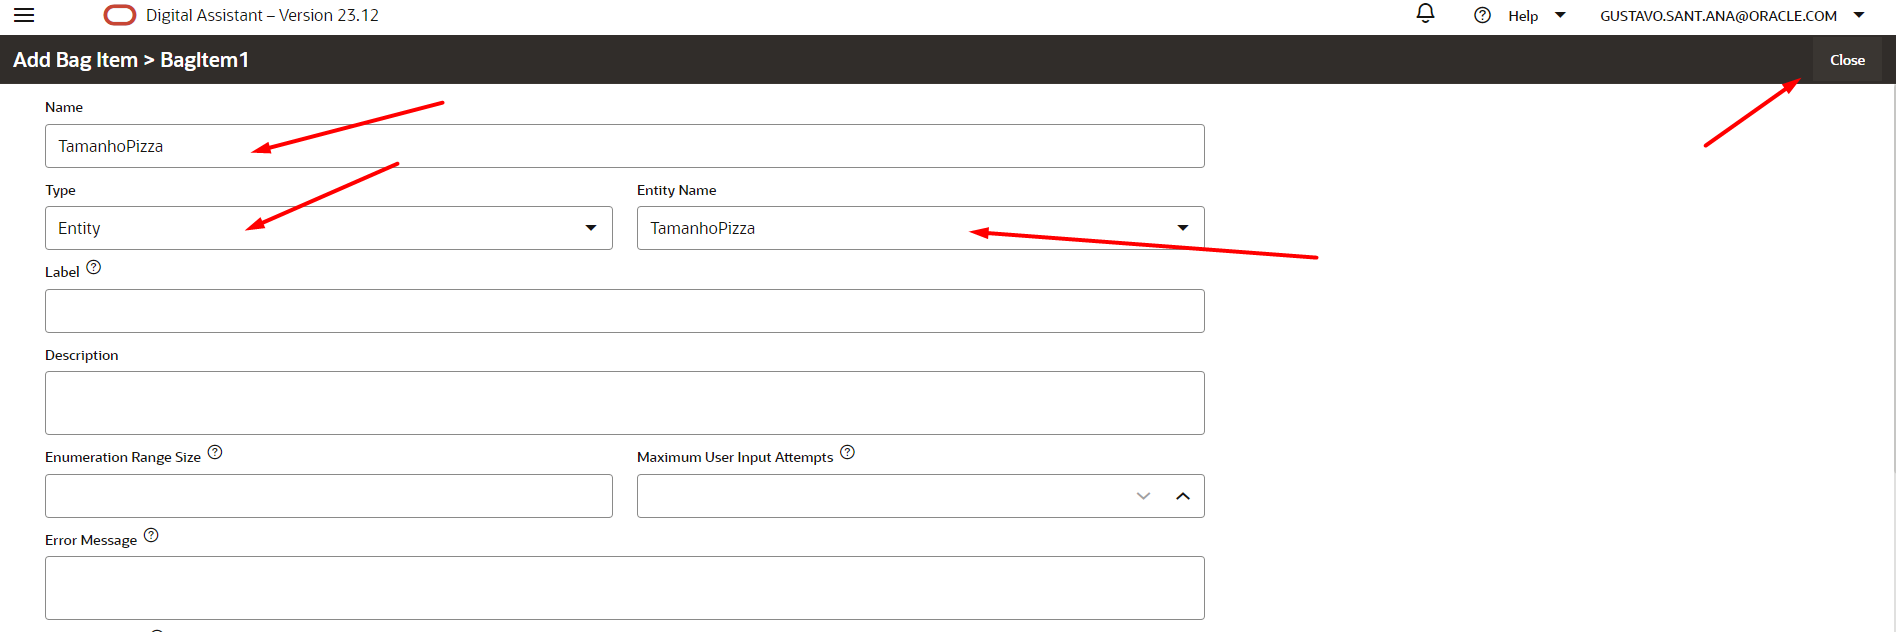 Digital Assistant – Version 23.12
Help
GUSTAVO.SANT.ANA@ORACLE.COM
Add Bag Item > BagItem1
Close
Name
TamanhoPizza
Type
Entity Name
Entity
TamanhoPizza
Label
Description
Enumeration Range Size
Maximum User Input Attempts
Error Message